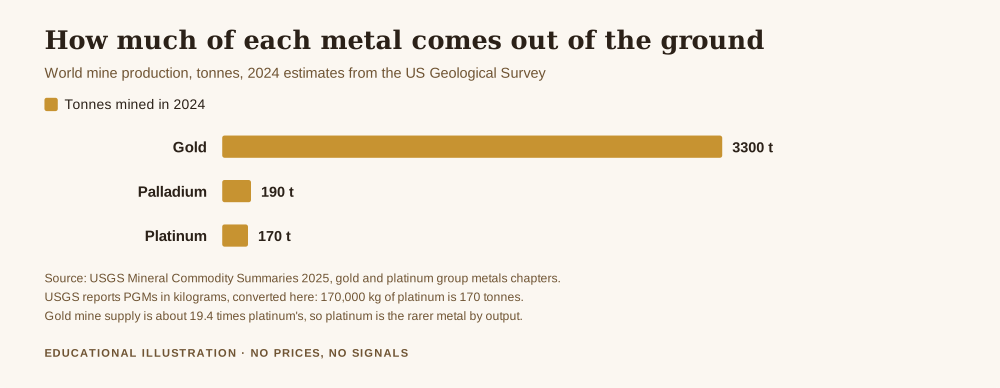 How much of each metal comes out of the ground
World mine production, tonnes, 2024 estimates from the US Geological Survey
Tonnes mined in 2024
Gold 3300 t
Palladium 190 t
Platinum 170 t
Source: USGS Mineral Commodity Summaries 2025, gold and platinum group metals chapters.
USGS reports PGMs in kilograms, converted here: 170,000 kg of platinum is 170 tonnes.
Gold mine supply is about 19.4 times platinum's, so platinum is the rarer metal by output.
EDUCATIONAL ILLUSTRATION · NO PRICES, NO SIGNALS